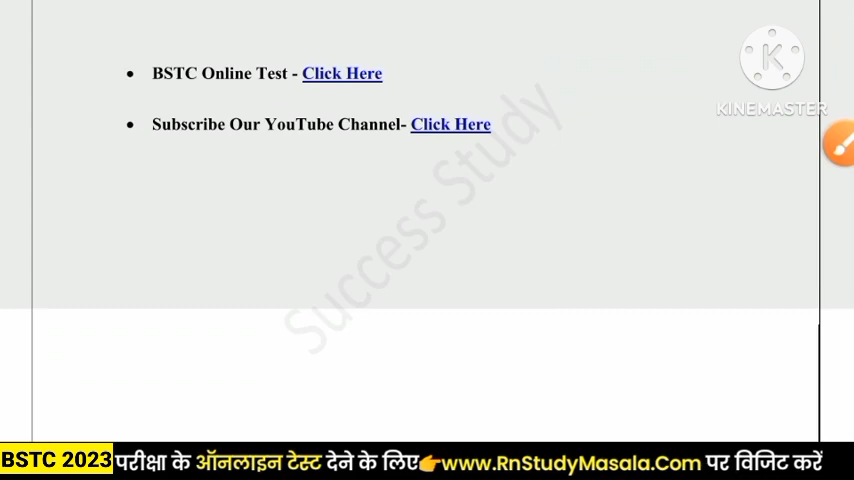 • BSTC Online Test - Click Here
• Subscribe Our YouTube Channel- Click Here
KINEMASTER
Success Study
BSTC 2023 परीक्षा के ऑनलाइन टेस्ट देने के लिए👉www.RnStudyMasala.Com पर विजिट करें